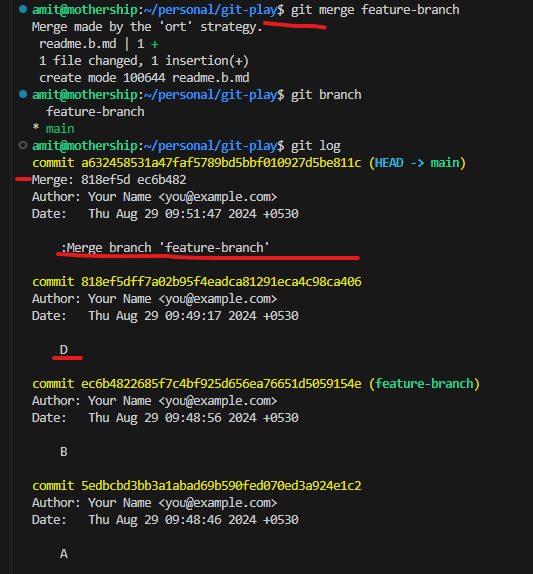 amit@mothership:~/personal/git-play$ git merge feature-branch
Merge made by the 'ort' strategy.
 readme.b.md | 1 +
 1 file changed, 1 insertion(+)
 create mode 100644 readme.b.md
amit@mothership:~/personal/git-play$ git branch
  feature-branch
* main
amit@mothership:~/personal/git-play$ git log
commit a632458531a47faf5789bd5bbf010927d5be811c (HEAD -> main)
Merge: 818ef5d ec6b482
Author: Your Name <you@example.com>
Date:   Thu Aug 29 09:51:47 2024 +0530
    :Merge branch 'feature-branch'
commit 818ef5dff7a02b95f4eadca81291eca4c98ca406
Author: Your Name <you@example.com>
Date:   Thu Aug 29 09:49:17 2024 +0530
    D
commit ec6b4822685f7c4bf925d656ea76651d5059154e (feature-branch)
Author: Your Name <you@example.com>
Date:   Thu Aug 29 09:48:56 2024 +0530
    B
commit 5edbcbd3bb3a1abad69b590fed070ed3a924e1c2
Author: Your Name <you@example.com>
Date:   Thu Aug 29 09:48:46 2024 +0530
    A